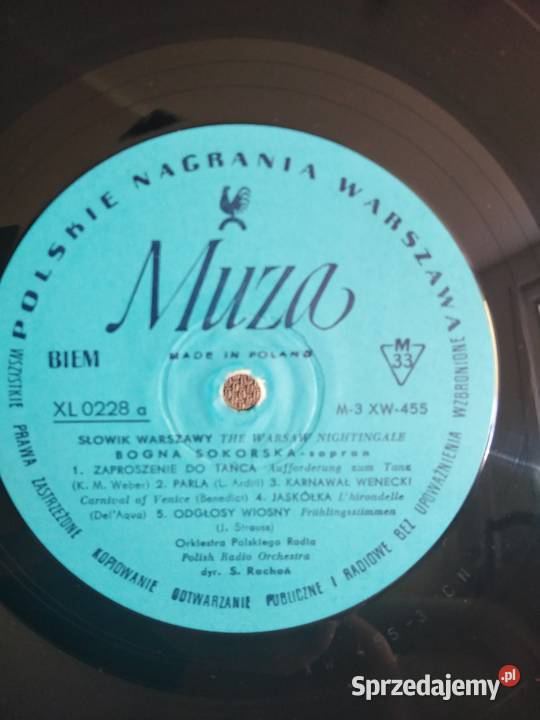 POLSKIE NAGRANIA WARSZAWA
Muza
BIEM
MADE IN POLAND
M
33
XL 0228 a
M-3 XW-455
SŁOWIK WARSZAWY THE WARSAW NIGHTINGALE
BOGNA SOKORSKA-sopran
1. ZAPROSZENIE DO TAŃCA Aufforderung zum Tanz
(K. M. Weber) 2. PARLA (L. Arditi) 3. KARNAWAŁ WENECKI
Carnival of Venice (Benedict) 4. JASKÓŁKA L'hirondelle
(Del'Aqva) 5. ODGŁOSY WIOSNY Frühlingsstimmen
(J. Strauss)
Orkiestra Polskiego Radia
Polish Radio Orchestra
dyr. S. Rachoń
WSZYSTKIE PRAWA ZASTRZEŻONE KOPIOWANIE ODTWARZANIE PUBLICZNE I RADIOWE BEZ UPOWAŻNIENIA WZBRONIONE
Sprzedajemy.pl